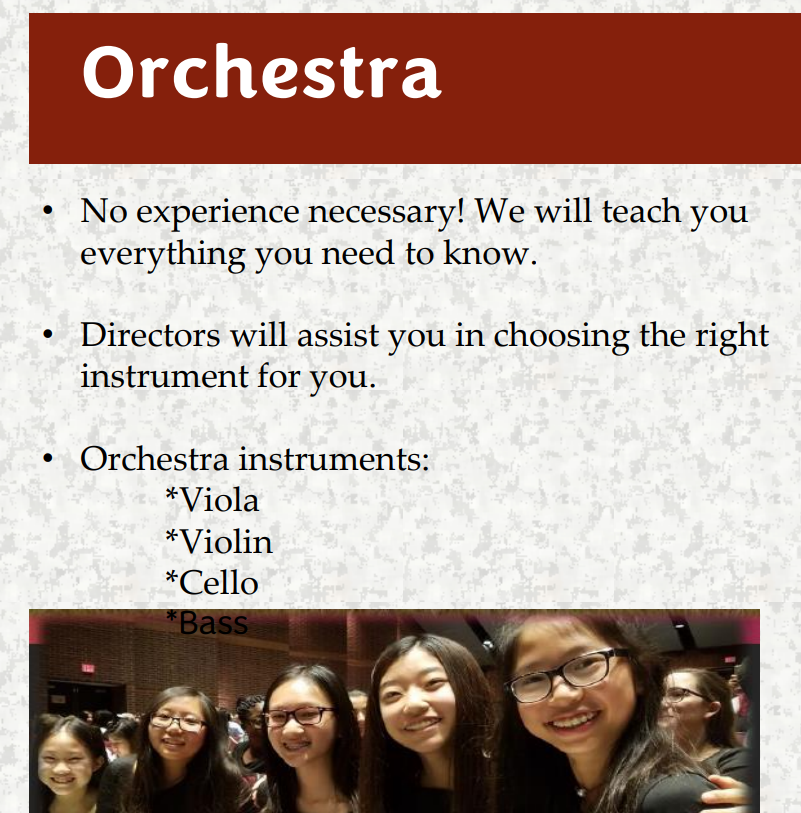 Orchestra
• No experience necessary! We will teach you
everything you need to know.
• Directors will assist you in choosing the right
instrument for you.
• Orchestra instruments:
*Viola
*Violin
*Cello
*Bass